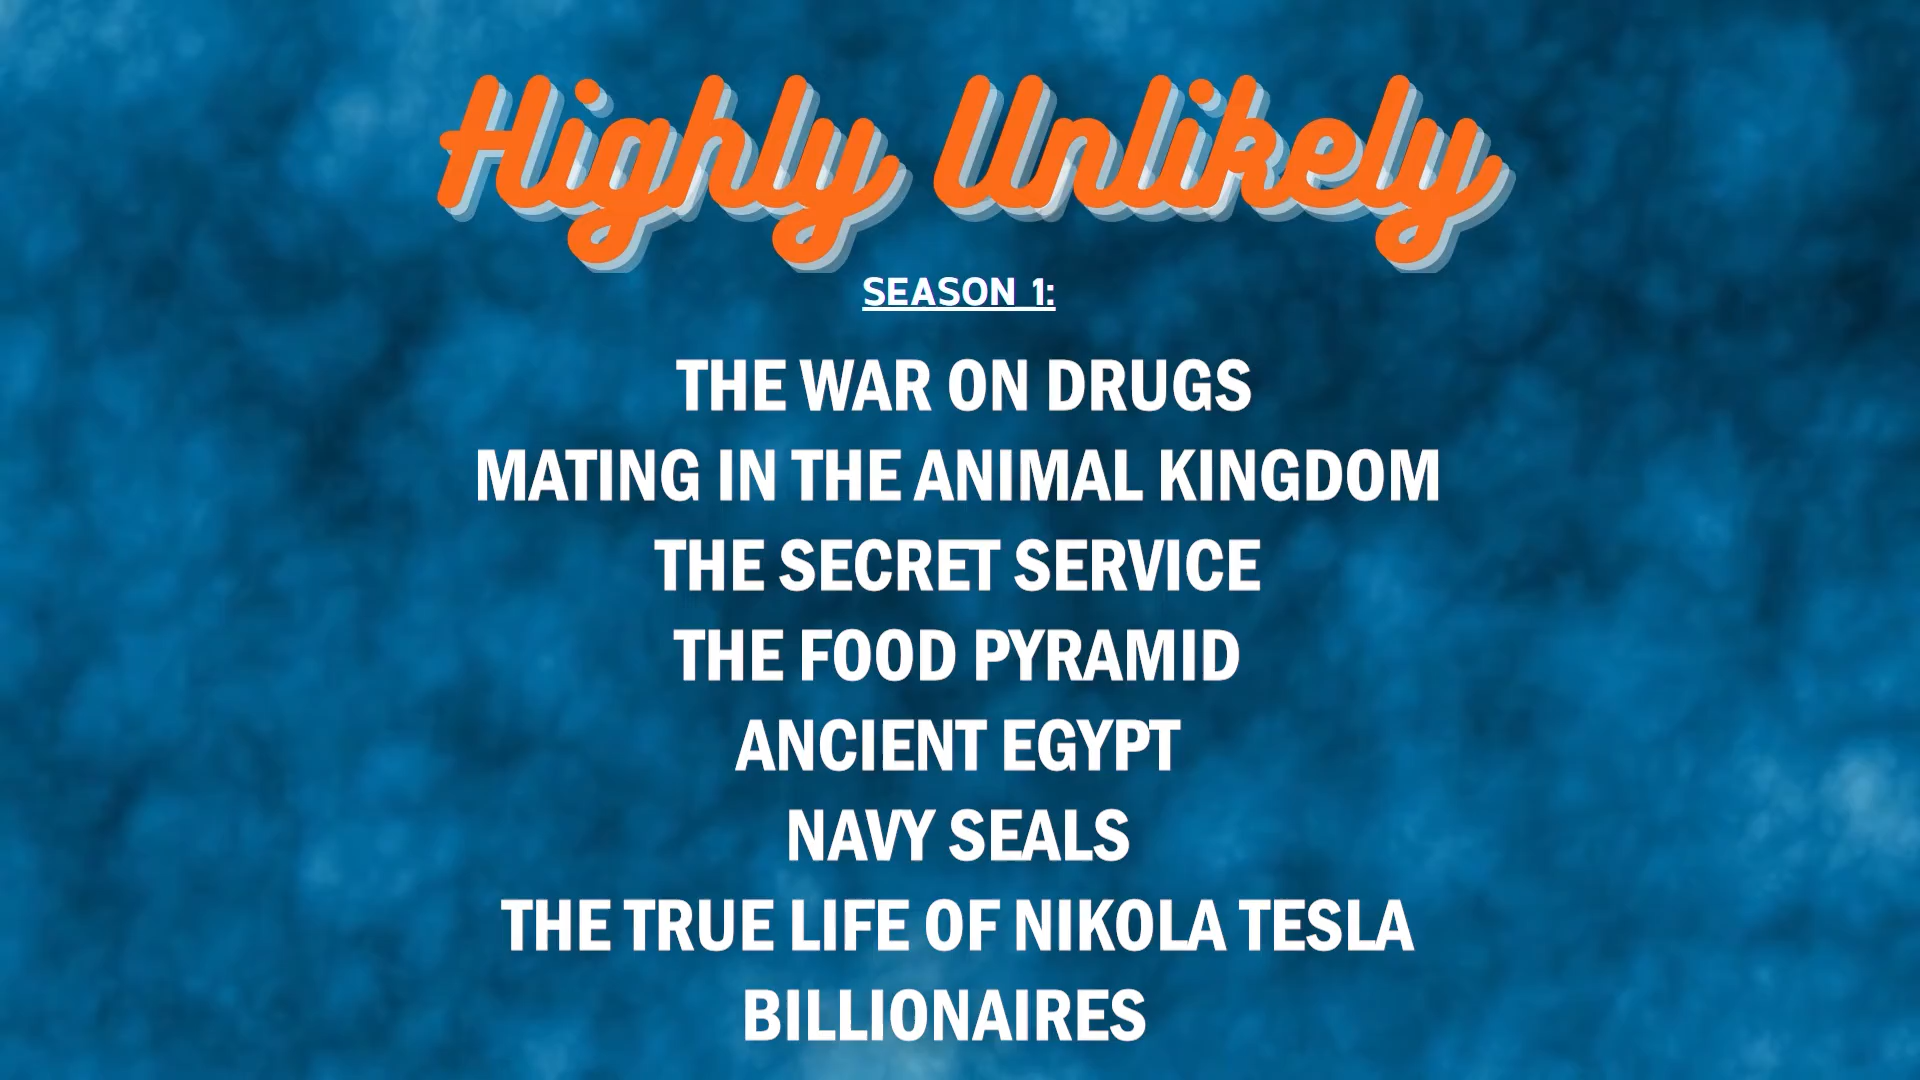 Highly Unlikely
SEASON 1:
THE WAR ON DRUGS
MATING IN THE ANIMAL KINGDOM
THE SECRET SERVICE
THE FOOD PYRAMID
ANCIENT EGYPT
NAVY SEALS
THE TRUE LIFE OF NIKOLA TESLA
BILLIONAIRES